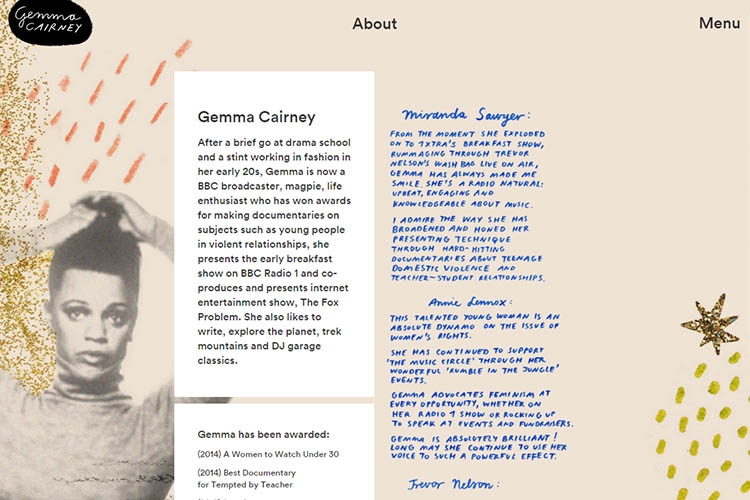 Gemma
CAIRNEY
About
Menu
Gemma Cairney
After a brief go at drama school
and a stint working in fashion in
her early 20s, Gemma is now a
BBC broadcaster, magpie, life
enthusiast who has won awards
for making documentaries on
subjects such as young people
in violent relationships, she
presents the early breakfast
show on BBC Radio 1 and co-
produces and presents internet
entertainment show, The Fox
Problem. She also likes to
write, explore the planet, trek
mountains and DJ garage
classics.
Gemma has been awarded:
(2014) A Women to Watch Under 30
(2014) Best Documentary
for Tempted by Teacher
Miranda Sawyer:
FROM THE MOMENT SHE EXPLODED
ON TO 1XTRA'S BREAKFAST SHOW,
RUMMAGING THROUGH TREVOR
NELSON'S WASH BAG LIVE ON AIR,
GEMMA HAS ALWAYS MADE ME
SMILE. SHE'S A RADIO NATURAL:
UPBEAT, ENGAGING AND
KNOWLEDGEABLE ABOUT MUSIC.
I ADMIRE THE WAY SHE HAS
BROADENED AND HONED HER
PRESENTING TECHNIQUE
THROUGH HARD-HITTING
DOCUMENTARIES ABOUT TEENAGE
DOMESTIC VIOLENCE AND
TEACHER-STUDENT RELATIONSHIPS.
Annie Lennox:
THIS TALENTED YOUNG WOMAN IS AN
ABSOLUTE DYNAMO ON THE ISSUE OF
WOMEN'S RIGHTS.
SHE HAS CONTINUED TO SUPPORT
'THE MUSIC CIRCLE' THROUGH HER
WONDERFUL 'RUMBLE IN THE JUNGLE'
EVENTS.
GEMMA ADVOCATES FEMINISM AT
EVERY OPPORTUNITY, WHETHER ON
HER RADIO 1 SHOW OR ROCKING UP
TO SPEAK AT EVENTS AND FUNDRAISERS.
GEMMA IS ABSOLUTELY BRILLIANT!
LONG MAY SHE CONTINUE TO USE HER
VOICE TO SUCH A POWERFUL EFFECT.
Trevor Nelson: